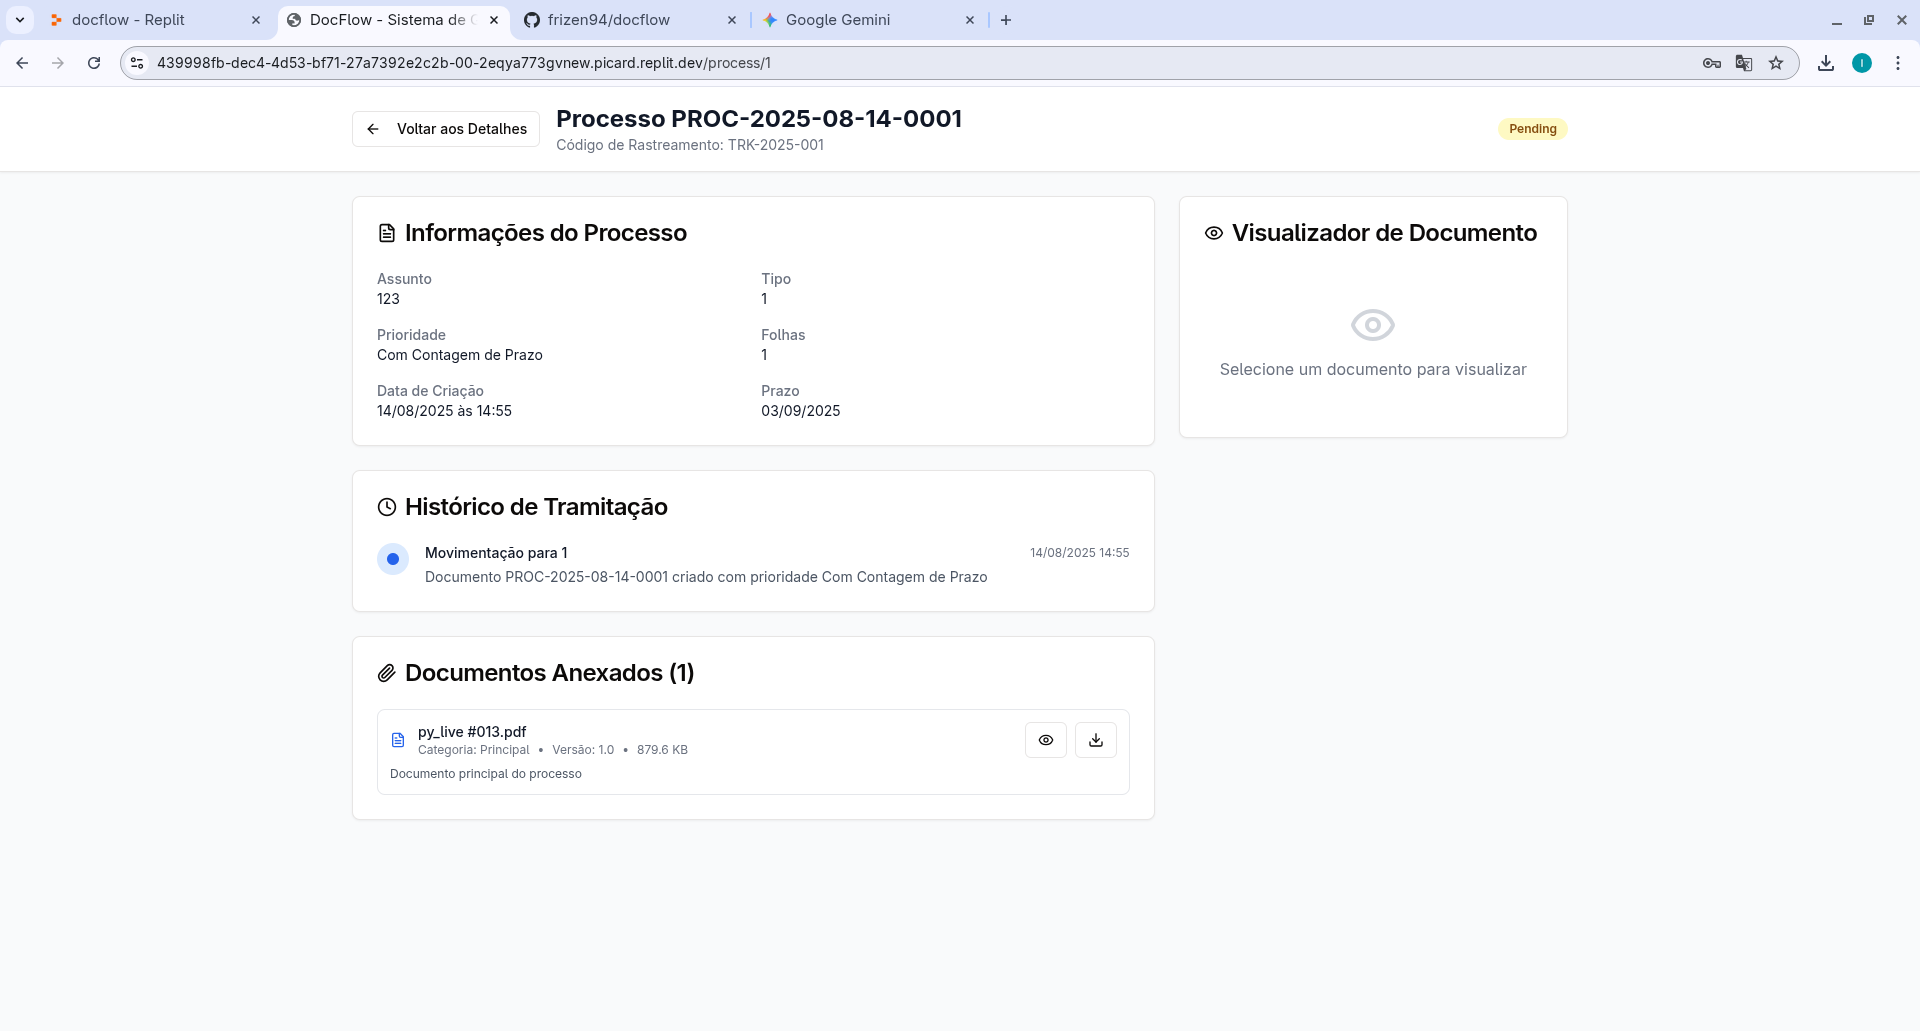 docflow - Replit
DocFlow - Sistema de
frizen94/docflow
Google Gemini
439998fb-dec4-4d53-bf71-27a7392e2c2b-00-2eqya773gvnew.picard.replit.dev/process/1
I
Voltar aos Detalhes
Processo PROC-2025-08-14-0001
Código de Rastreamento: TRK-2025-001
Pending
Informações do Processo
Assunto
123
Tipo
1
Prioridade
Com Contagem de Prazo
Folhas
1
Data de Criação
14/08/2025 às 14:55
Prazo
03/09/2025
Visualizador de Documento
Selecione um documento para visualizar
Histórico de Tramitação
Movimentação para 1
14/08/2025 14:55
Documento PROC-2025-08-14-0001 criado com prioridade Com Contagem de Prazo
Documentos Anexados (1)
py_live #013.pdf
Categoria: Principal • Versão: 1.0 • 879.6 KB
Documento principal do processo